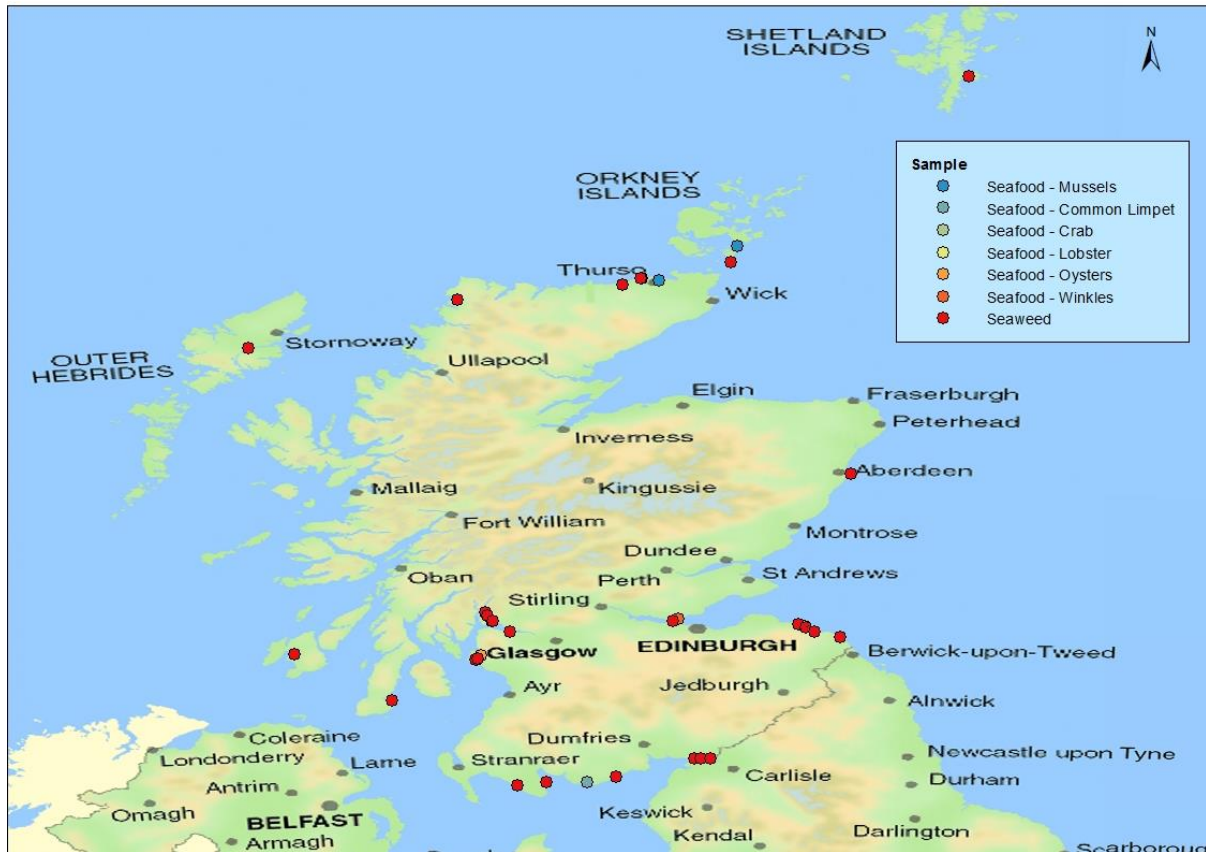 SHETLAND
ISLANDS
N
Sample
Seafood - Mussels
Seafood - Common Limpet
Seafood - Crab
Seafood - Lobster
Seafood - Oysters
Seafood - Winkles
Seaweed
ORKNEY
ISLANDS
Thurso
Wick
Stornoway
OUTER
HEBRIDES
Ullapool
Elgin
Fraserburgh
Peterhead
Inverness
Aberdeen
Kingussie
Mallaig
Fort William
Montrose
Dundee
Oban
Perth
St Andrews
Stirling
Glasgow
EDINBURGH
Berwick-upon-Tweed
Ayr
Jedburgh
Alnwick
Coleraine
Londonderry
Larne
Dumfries
Stranraer
Newcastle upon Tyne
Carlisle
Durham
Antrim
Omagh
BELFAST
Keswick
Darlington
Armagh
Kendal
Scarborough